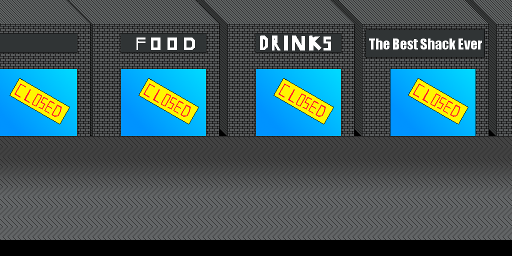 FOOD
DRINKS
The Best Shack Ever
CLOSED
CLOSED
CLOSED
CLOSED